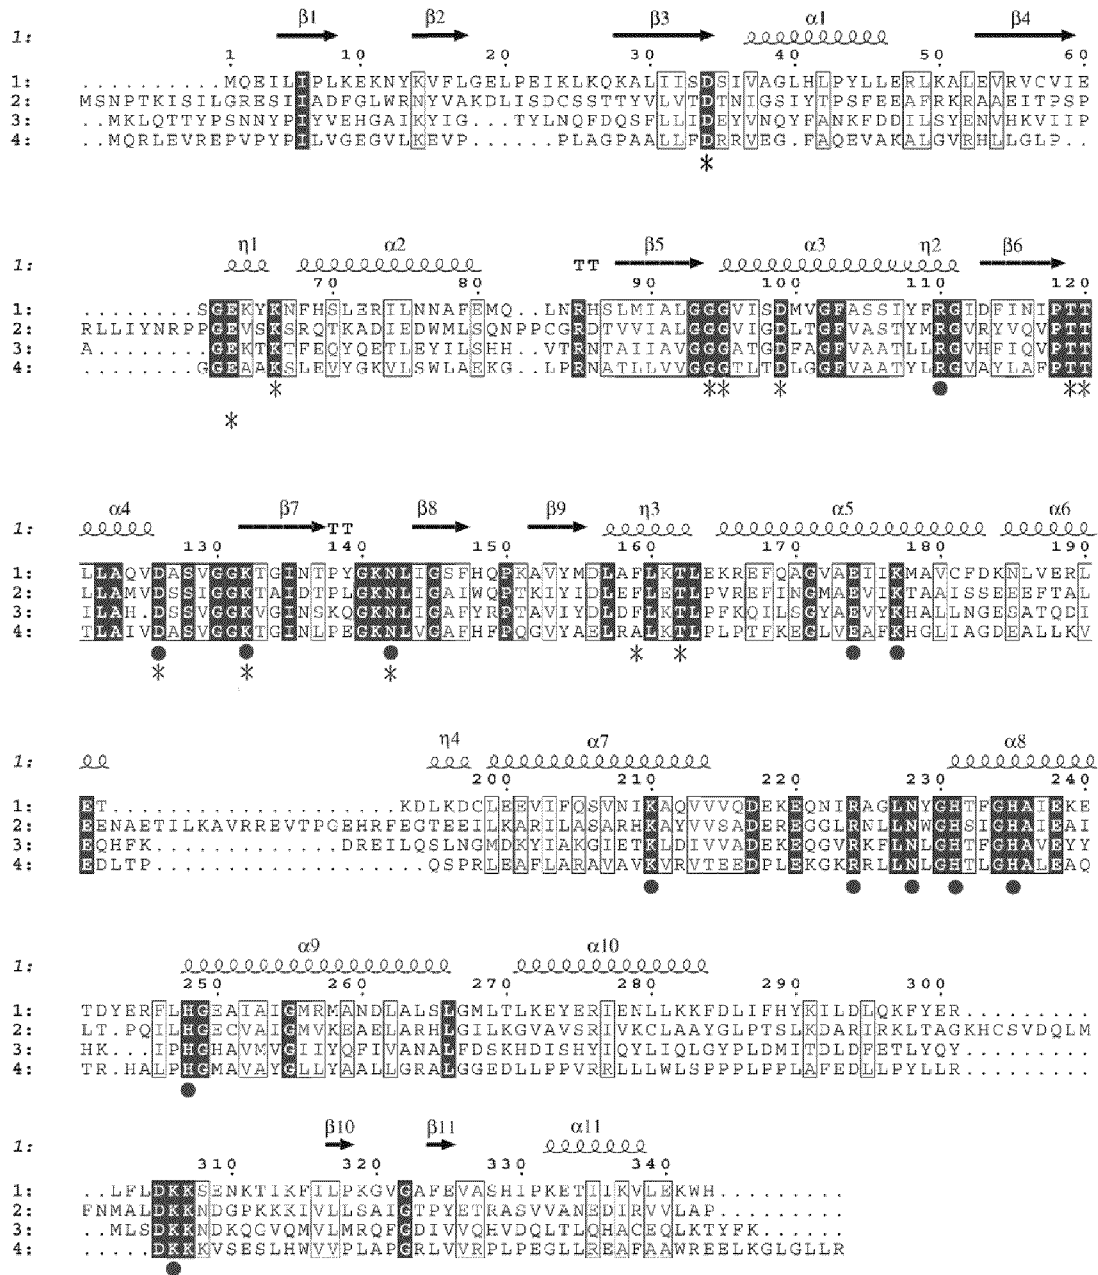 β1 β2 β3 α1 β4
1:
1 10 20 30 40 50 60
1: .......... MQEILIPLKEKNYKVFLGELPEIKLKQKALIISDSIVAGLHLPYLLERLKALEVRVCVIE
2: MSNPTKISILGRESIIADFGLWRNYVAKDLISDCSSTTYVLVTDTNIGSIYTPSFEEAFRKRAAEITPSP
3: ..MKLQTTYPSNNYPIYVEHGAIKYIG...TYLNQFDQSFLLIDEYVNQYFANKFDDILSYENVHKVIIP
4: ..MQRLEVREPVPYPILVGEGVLKEVP......PLAGPAALLFDRRVEG.FAQEVAKALGVRHLLGLP..
η1 α2 β5 α3 η2 β6
1: TT
70 80 90 100 110 120
1: ........SGEKYKNFHSLERILNNAFEMQ..LNRHSLMIALGGGVISDMVGFASSIYFRGIDFINIPTT
2: RLLIYNRPPGEVSKSRQTKADIEDWMLSQNPPCGRDTVVIALGGGVIGDLTGFVASTYMRGVRYVQVPTT
3: A........GEKTKTFEQYQETLEYILSHH..VTRNTAIIAVGGGATGDFAGFVAATLLRGVHFIQVPTT
4: .........GGEAAKSLEVYGKVLSWLAEKG..LPRNATLLVVGGGTLTDLGGFVAATYLRGVAYLAFPTT
α4 β7 TT β8 β9 η3 α5 α6
1:
130 140 150 160 170 180 190
1: LLAQVDASVGGKTGINTPYGKNLIGSFHQPKAVYMDLAFLKTLEKREFQAGVAEIIKMAVCFDKNLVERL
2: LLAMVDSSIGGKTAIDTPLGKNLIGAIWQPTKIYIDLEFLETLPVREFINGMAEVIKTAAISSEEEFTAL
3: ILAH.DSSVGGKVGINSKQGKNLIGAFYRPTAVIYDLDFLKTLPFKQILSGYAEVYKHALLNGESATQDI
4: TLAIVDASVGGKTGINLPEGKNLVGAFHFPQGVYAELRALKTLPLPTFKEGLVEAFKHGLIAGDEALLKV
η4 α7 α8
1:
200 210 220 230 240
1: ET....................KDLKDCLEEVIFQSVNIKAQVVVQDEKEQNIRAGLNYGHTFGHAIEKE
2: EENAETILKAVRREVTPGEHRFEGTEEILKARILASARHKAYVVSADEREGGLRNLLNWGHSIGHAIEAI
3: EQHFK.............DREILQSLNGMDKYIAKGIETKLDIVVADEKEQGVRKFLNLGHTFGHAVEYY
4: EDLTP...................QSPRLEAFLARAVAVKVRVTEEDPLEKGKRRLLNLGHTLGHALEAQ
α9 α10
1:
250 260 270 280 290 300
1: TDYERFLHGEAIAIGMRMANDLALSLGMLTLKEYERIENLLKKFDLIFHYKILDLQKFYER.........
2: LT.PQILHGECVAIGMVKEAELARHLGILKGVAVSRIVKCLAAYGLPTSLKDARIRKLTAGKHCSVDQLM
3: HK...IPHGHAVMVGIIYQFIVANALFDSKHDISHYIQYLIQLGYPLDMITDLDFETLYQY.........
4: TR.HALPHGMAVAYGLLYAALLGRALGGEDLLPPVRRLLLWLSPPPLPPLAFEDLLPYLLR.........
β10 β11 α11
1:
310 320 330 340
1: ..LFLDKKSENKTIKFILPKGVGAFEVASHIPKETIIKVLEKWH.........
2: FNMALDKKNDGPKKKIVLLSAIGTPYETRASVVANEDIRVVLAP.........
3: ..MLSDKKNDKQGVQMVLMRQFGDIVVQHVDQLTLQHACEQLKTYFK......
4: .....DKKKVSESLHWVVPLAPGRLVVRPLPEGLLREAFAAWREELKGLGLLR